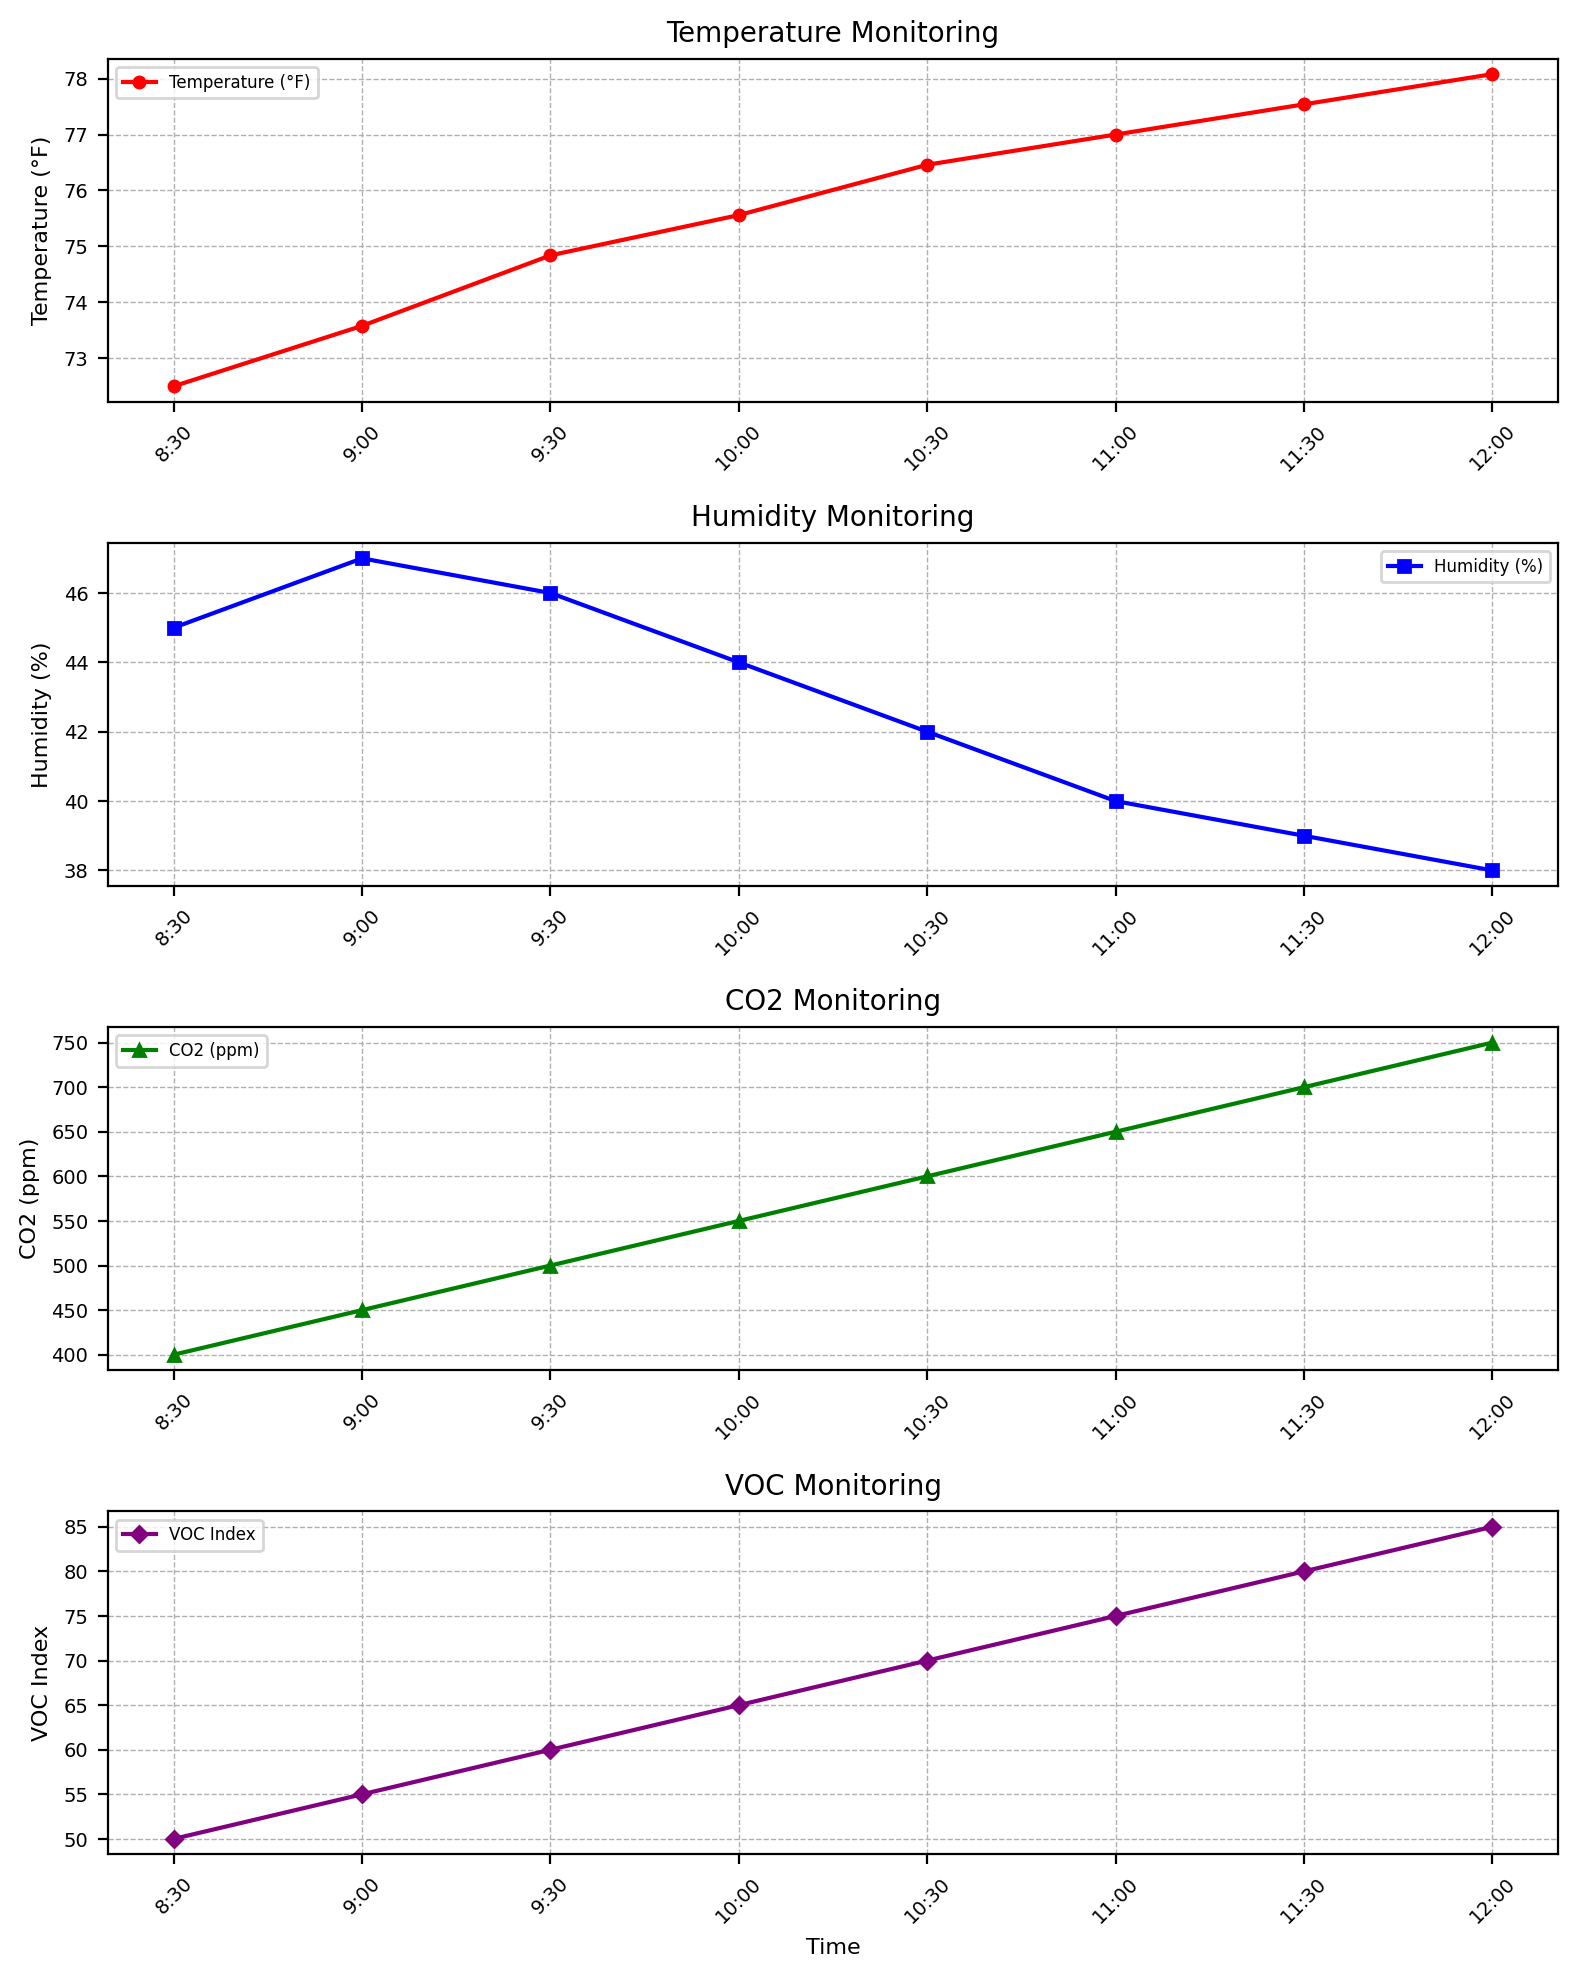 Temperature Monitoring
Temperature (°F)
Temperature (°F)
78
77
76
75
74
73
8:30 9:00 9:30 10:00 10:30 11:00 11:30 12:00
Humidity Monitoring
Humidity (%)
Humidity (%)
46
44
42
40
38
8:30 9:00 9:30 10:00 10:30 11:00 11:30 12:00
CO2 Monitoring
CO2 (ppm)
CO2 (ppm)
750
700
650
600
550
500
450
400
8:30 9:00 9:30 10:00 10:30 11:00 11:30 12:00
VOC Monitoring
VOC Index
VOC Index
85
80
75
70
65
60
55
50
8:30 9:00 9:30 10:00 10:30 11:00 11:30 12:00
Time